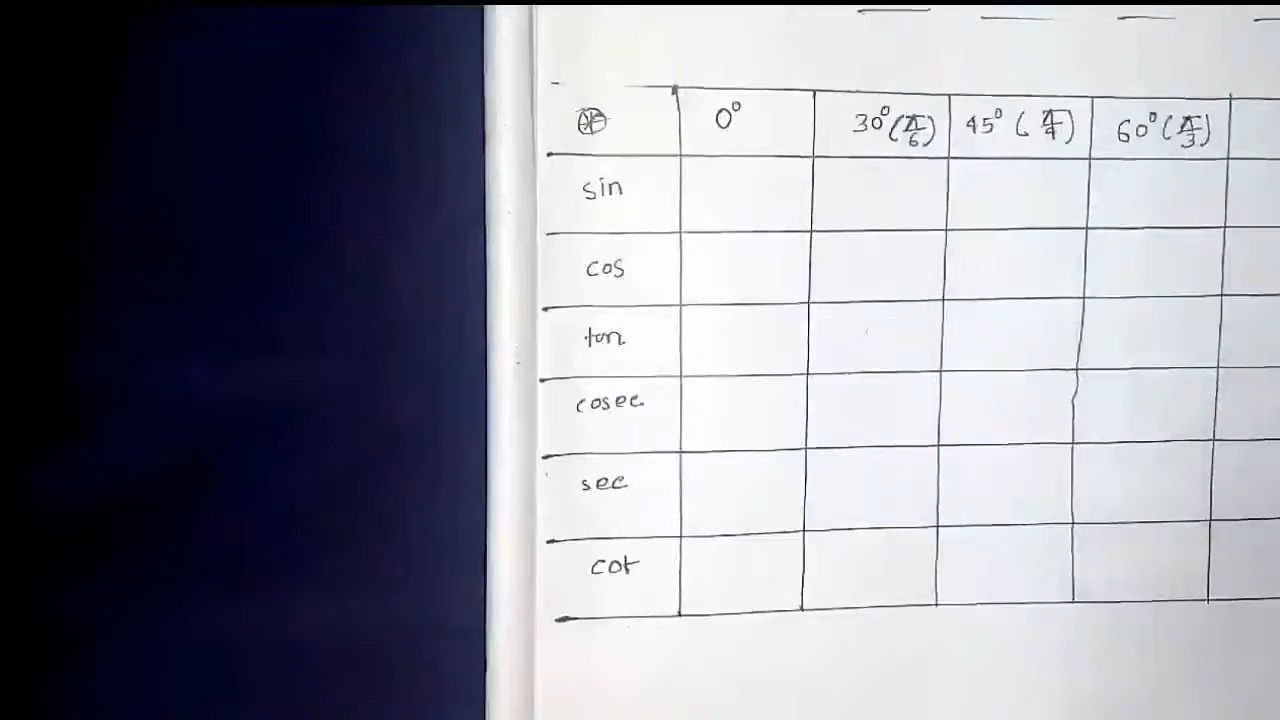 0° 30° (π/6) 45° (π/4) 60° (π/3)
sin
cos
tan
cosec
sec
cot